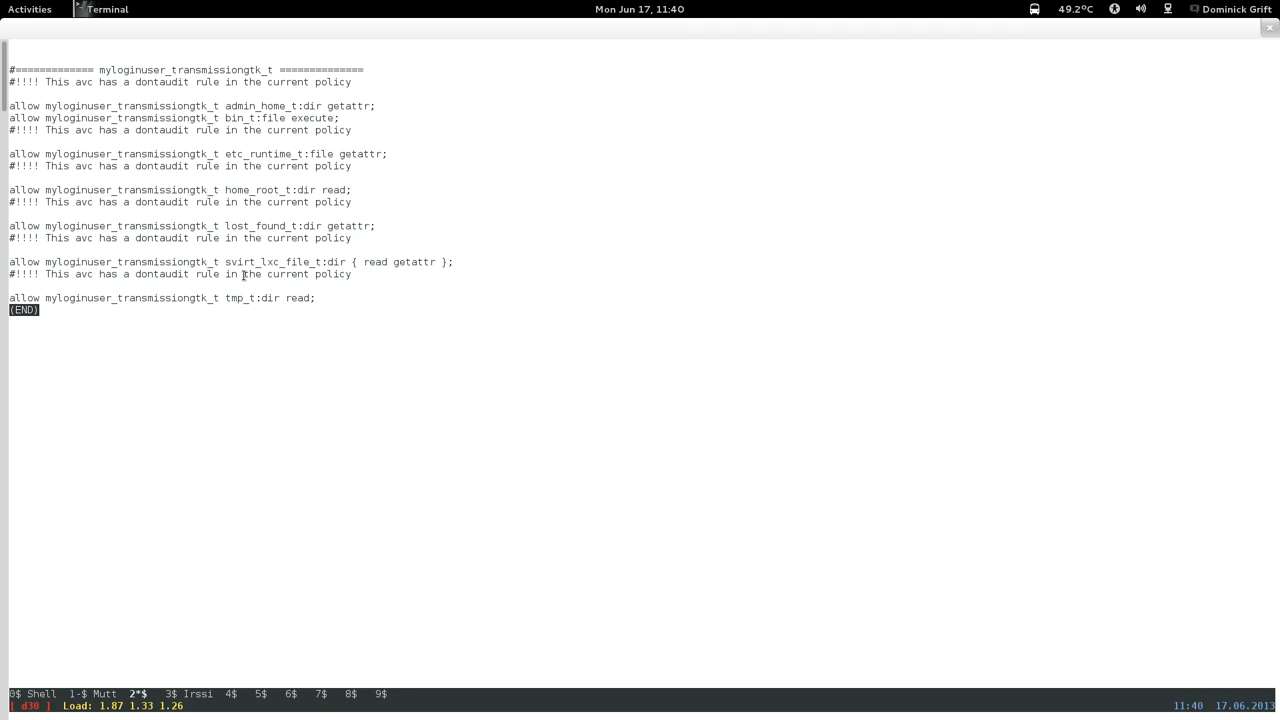 Activities Terminal Mon Jun 17, 11:40 49.2°C Dominick Grift
#============= myloginuser_transmissiongtk_t ==============
#!!!! This avc has a dontaudit rule in the current policy
allow myloginuser_transmissiongtk_t admin_home_t:dir getattr;
allow myloginuser_transmissiongtk_t bin_t:file execute;
#!!!! This avc has a dontaudit rule in the current policy
allow myloginuser_transmissiongtk_t etc_runtime_t:file getattr;
#!!!! This avc has a dontaudit rule in the current policy
allow myloginuser_transmissiongtk_t home_root_t:dir read;
#!!!! This avc has a dontaudit rule in the current policy
allow myloginuser_transmissiongtk_t lost_found_t:dir getattr;
#!!!! This avc has a dontaudit rule in the current policy
allow myloginuser_transmissiongtk_t svirt_lxc_file_t:dir { read getattr };
#!!!! This avc has a dontaudit rule in the current policy
allow myloginuser_transmissiongtk_t tmp_t:dir read;
(END)
0$ Shell 1-$ Mutt 2*$ 3$ Irssi 4$ 5$ 6$ 7$ 8$ 9$
[ d30 ] Load: 1.87 1.33 1.26 11:40 17.06.2013